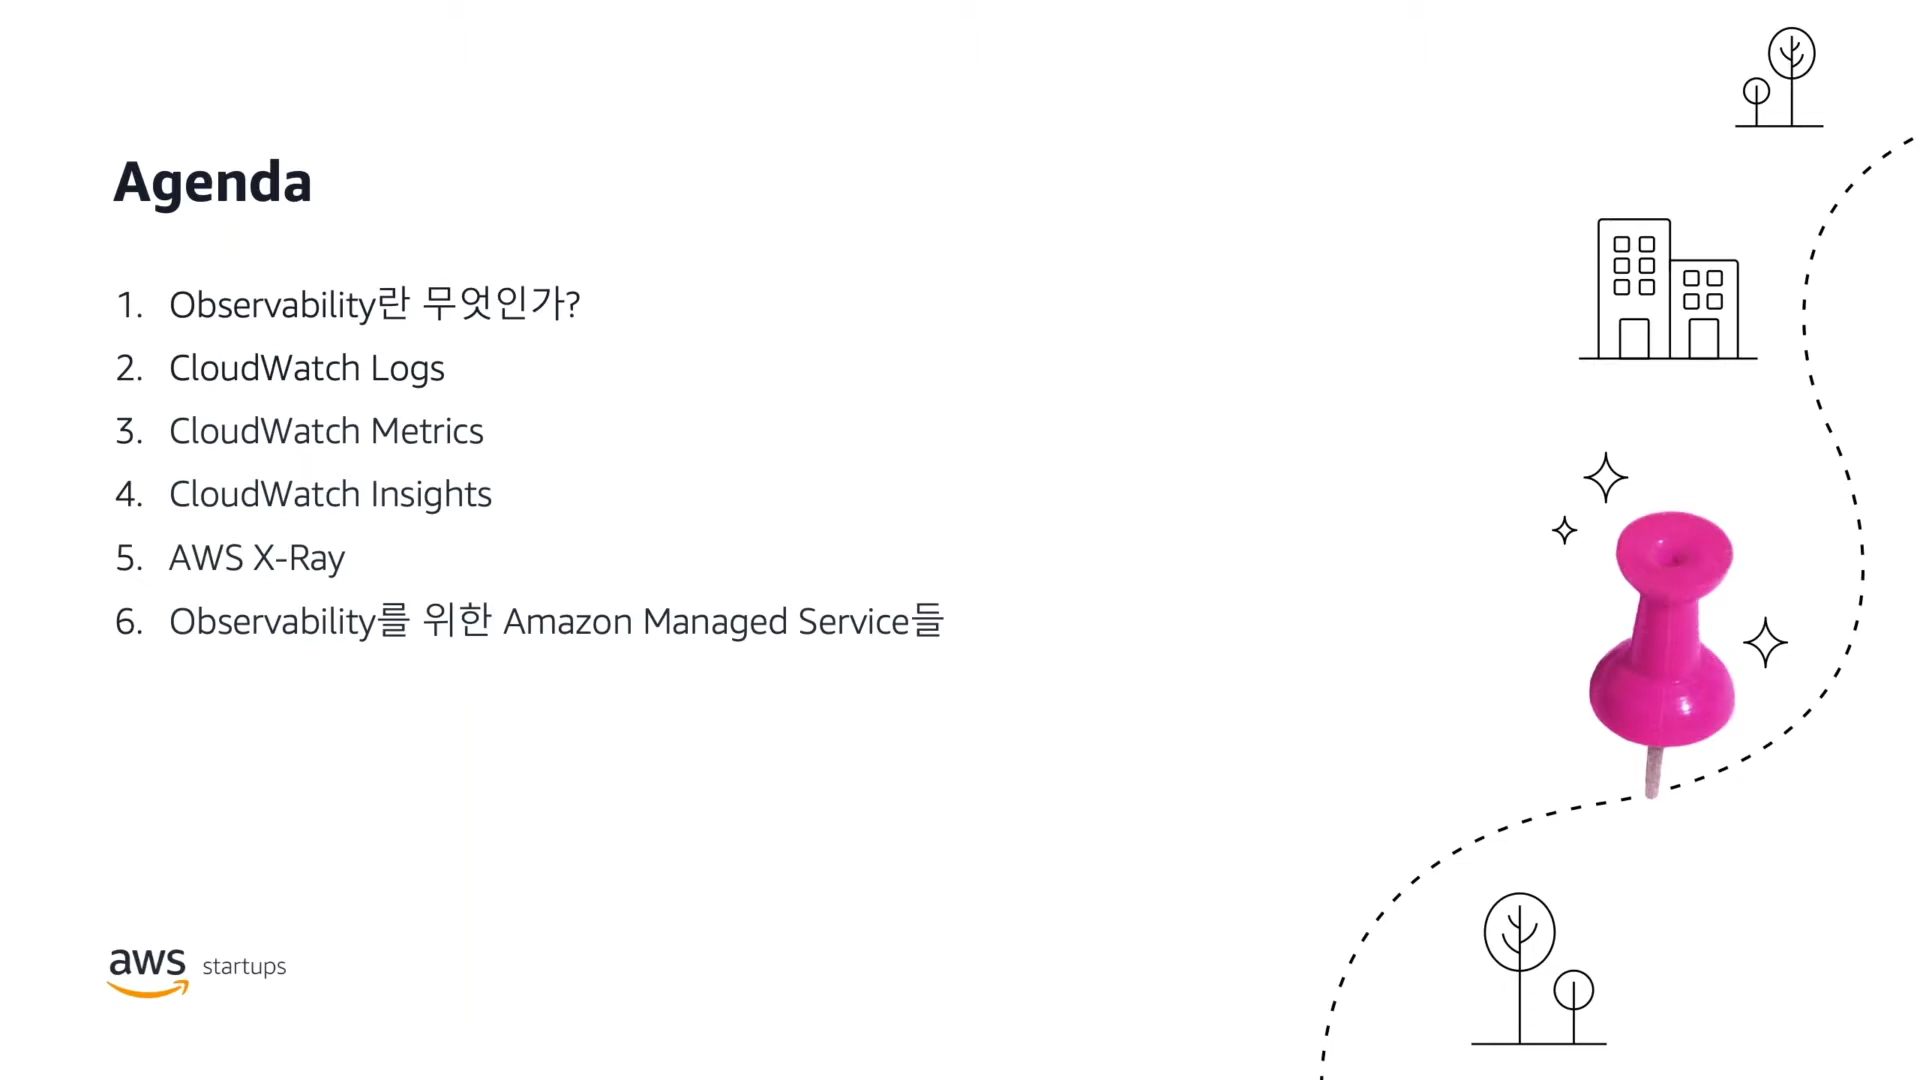 Agenda
1. Observability란 무엇인가?
2. CloudWatch Logs
3. CloudWatch Metrics
4. CloudWatch Insights
5. AWS X-Ray
6. Observability를 위한 Amazon Managed Service들
aws startups